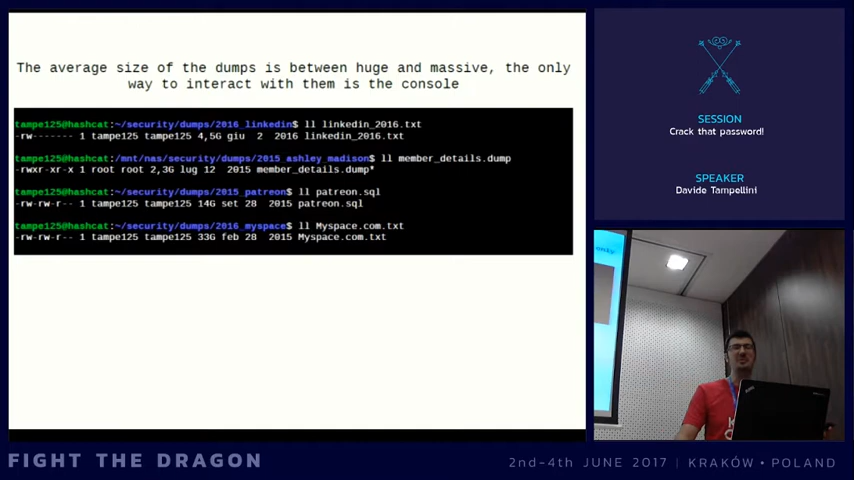 The average size of the dumps is between huge and massive, the only
way to interact with them is the console
tampe125@hashcat:~/security/dumps/2016_linkedin$ ll linkedin_2016.txt
-rw------- 1 tampe125 tampe125 4,5G giu  2  2016 linkedin_2016.txt
tampe125@hashcat:/mnt/nas/security/dumps/2015_ashley_madison$ ll member_details.dump
-rwxr-xr-x 1 root root 2,3G lug 12  2015 member_details.dump*
tampe125@hashcat:~/security/dumps/2015_patreon$ ll patreon.sql
-rw-rw-r-- 1 tampe125 tampe125 14G set 28  2015 patreon.sql
tampe125@hashcat:~/security/dumps/2016_myspace$ ll Myspace.com.txt
-rw-rw-r-- 1 tampe125 tampe125 33G feb 28  2015 Myspace.com.txt
SESSION
Crack that password!
SPEAKER
Davide Tampellini
only
FIGHT THE DRAGON
2nd-4th JUNE 2017 | KRAKÓW • POLAND